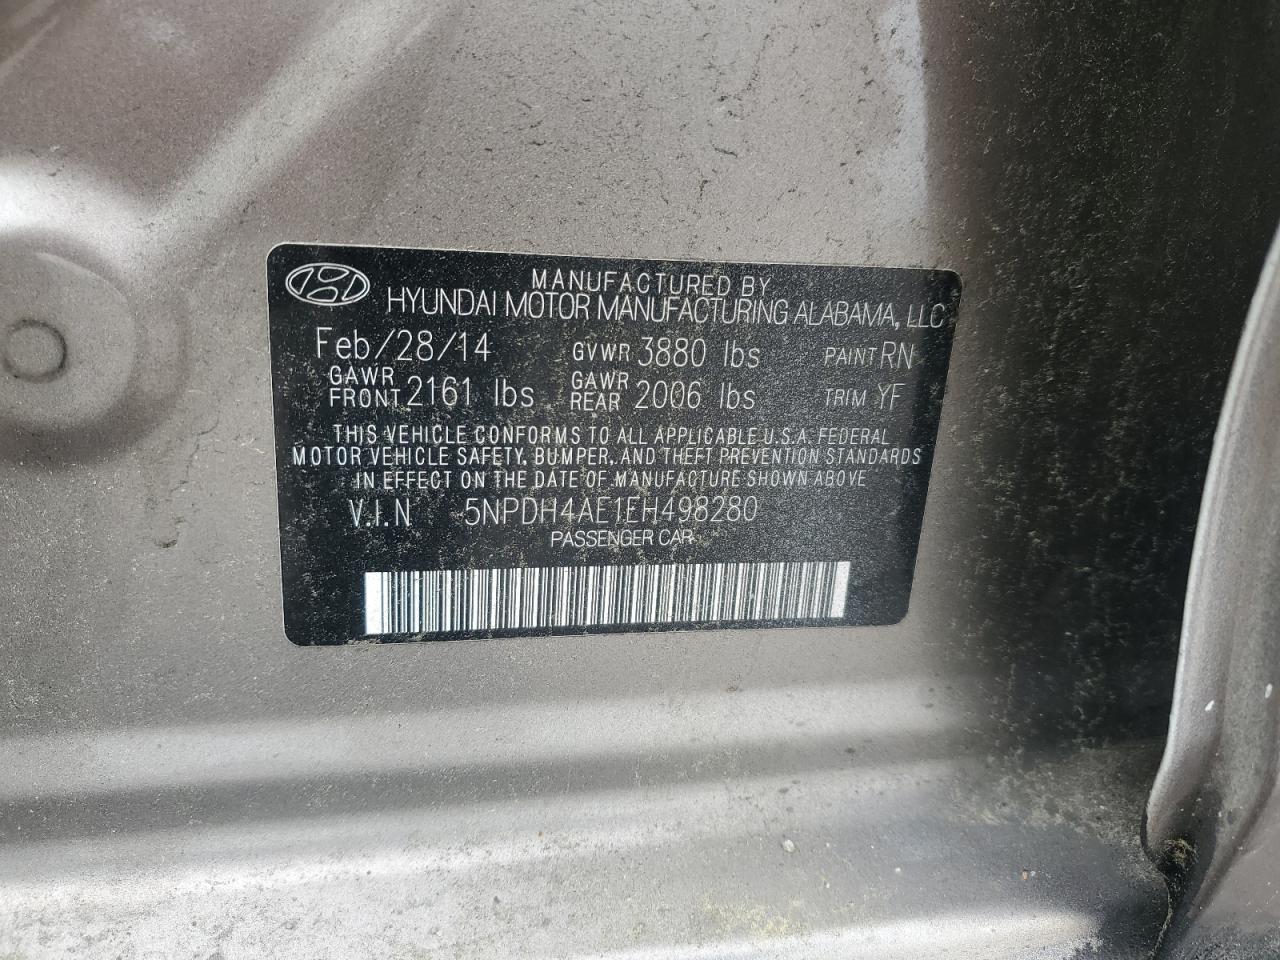 MANUFACTURED BY
HYUNDAI MOTOR MANUFACTURING ALABAMA, LLC
Feb/28/14 GVWR 3880 lbs PAINT RN
GAWR FRONT 2161 lbs GAWR REAR 2006 lbs TRIM YF
THIS VEHICLE CONFORMS TO ALL APPLICABLE U.S.A. FEDERAL
MOTOR VEHICLE SAFETY, BUMPER, AND THEFT PREVENTION STANDARDS
IN EFFECT ON THE DATE OF MANUFACTURE SHOWN ABOVE
V.I.N 5NPDH4AE1EH498280
PASSENGER CAR